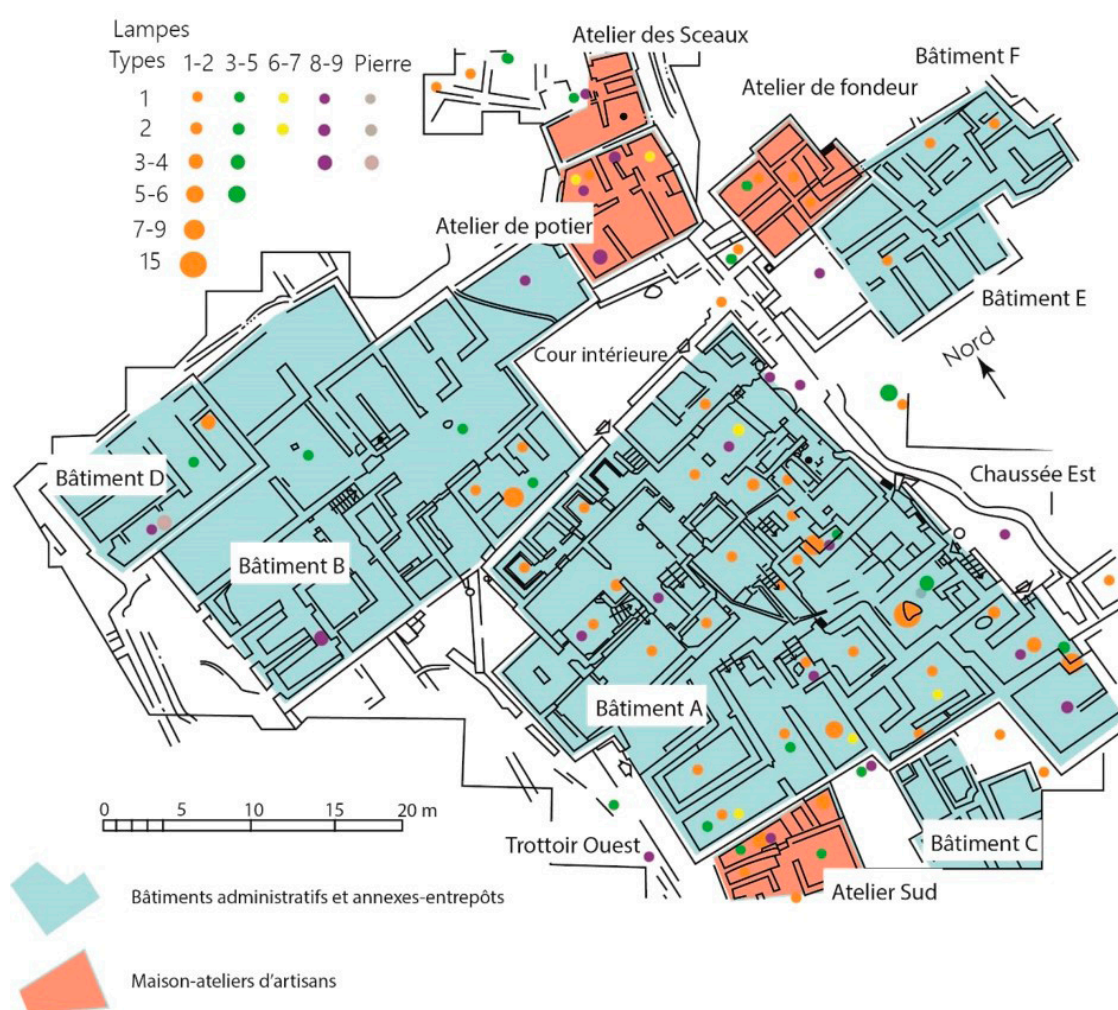 Lampes
Types 1-2 3-5 6-7 8-9 Pierre
1
2
3-4
5-6
7-9
15
Atelier des Sceaux
Bâtiment F
Atelier de fondeur
Atelier de potier
Bâtiment E
Nord
Cour intérieure
Chaussée Est
Bâtiment D
Bâtiment B
Bâtiment A
0 5 10 20 m
Trottoir Ouest
Bâtiment C
Atelier Sud
Bâtiments administratifs et annexes-entrepôts
Maison-ateliers d'artisans